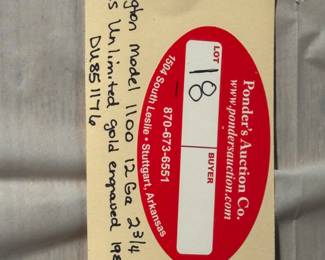 Ponder's Auction Co.
www.pondersauction.com
LOT
18
BUYER
870-673-6551
1504 South Leslie • Stuttgart, Arkansas
gton Model 1100 12 Ga 2 3/4
s Unlimited gold engraved 198
DU851176